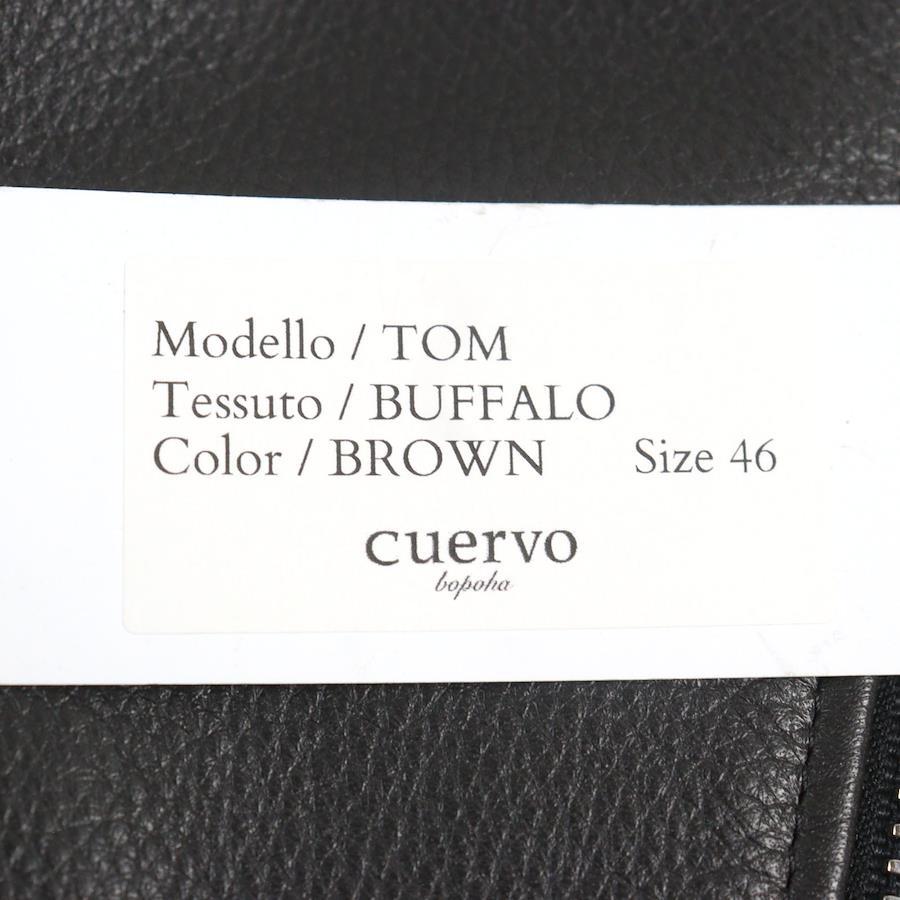 Modello / TOM
Tessuto / BUFFALO
Color / BROWN Size 46
cuervo
bopoha